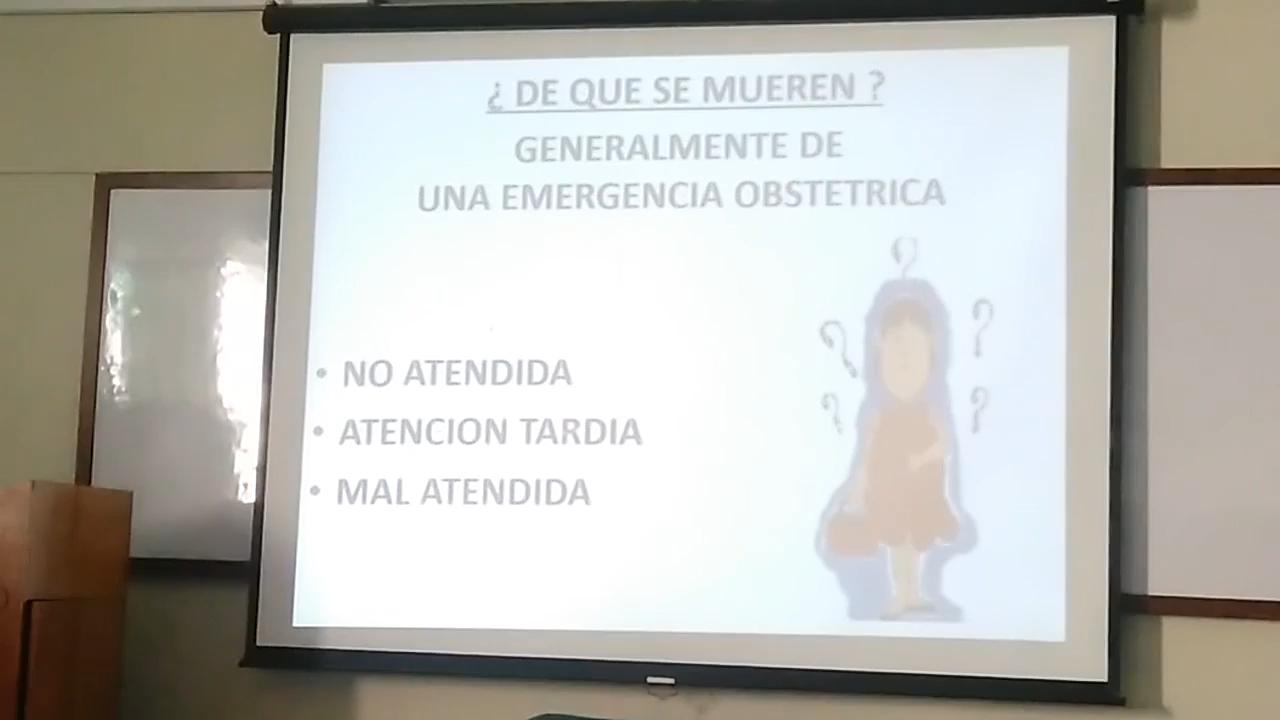 ¿ DE QUE SE MUEREN ?
GENERALMENTE DE
UNA EMERGENCIA OBSTETRICA
• NO ATENDIDA
• ATENCION TARDIA
• MAL ATENDIDA